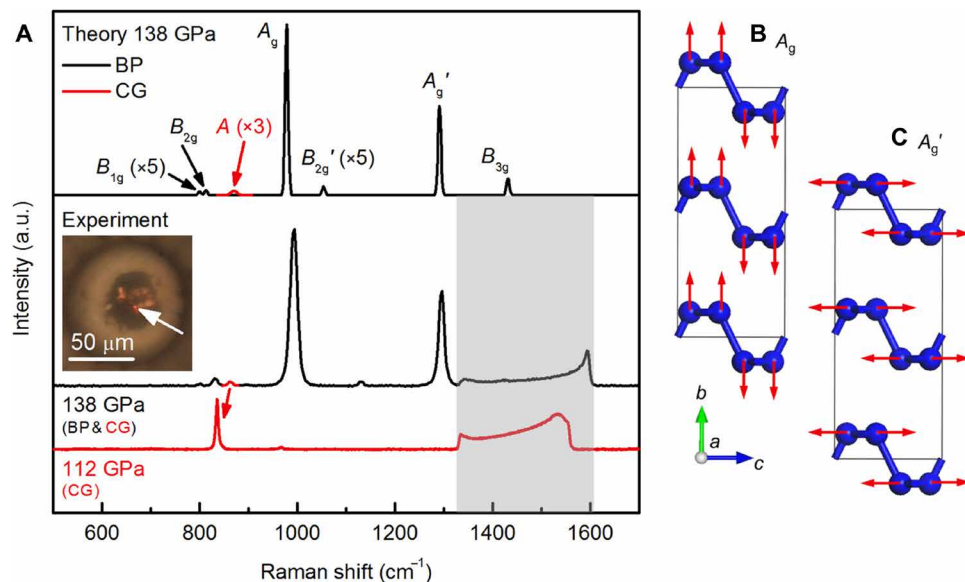 A
Theory 138 GPa
BP
CG
B1g (×5)
B2g
A (×3)
Ag
B2g′ (×5)
Ag′
B3g
Experiment
50 μm
138 GPa
(BP & CG)
112 GPa
(CG)
Intensity (a.u.)
600 800 1000 1200 1400 1600
Raman shift (cm−1)
B Ag
C Ag′
b
a
c